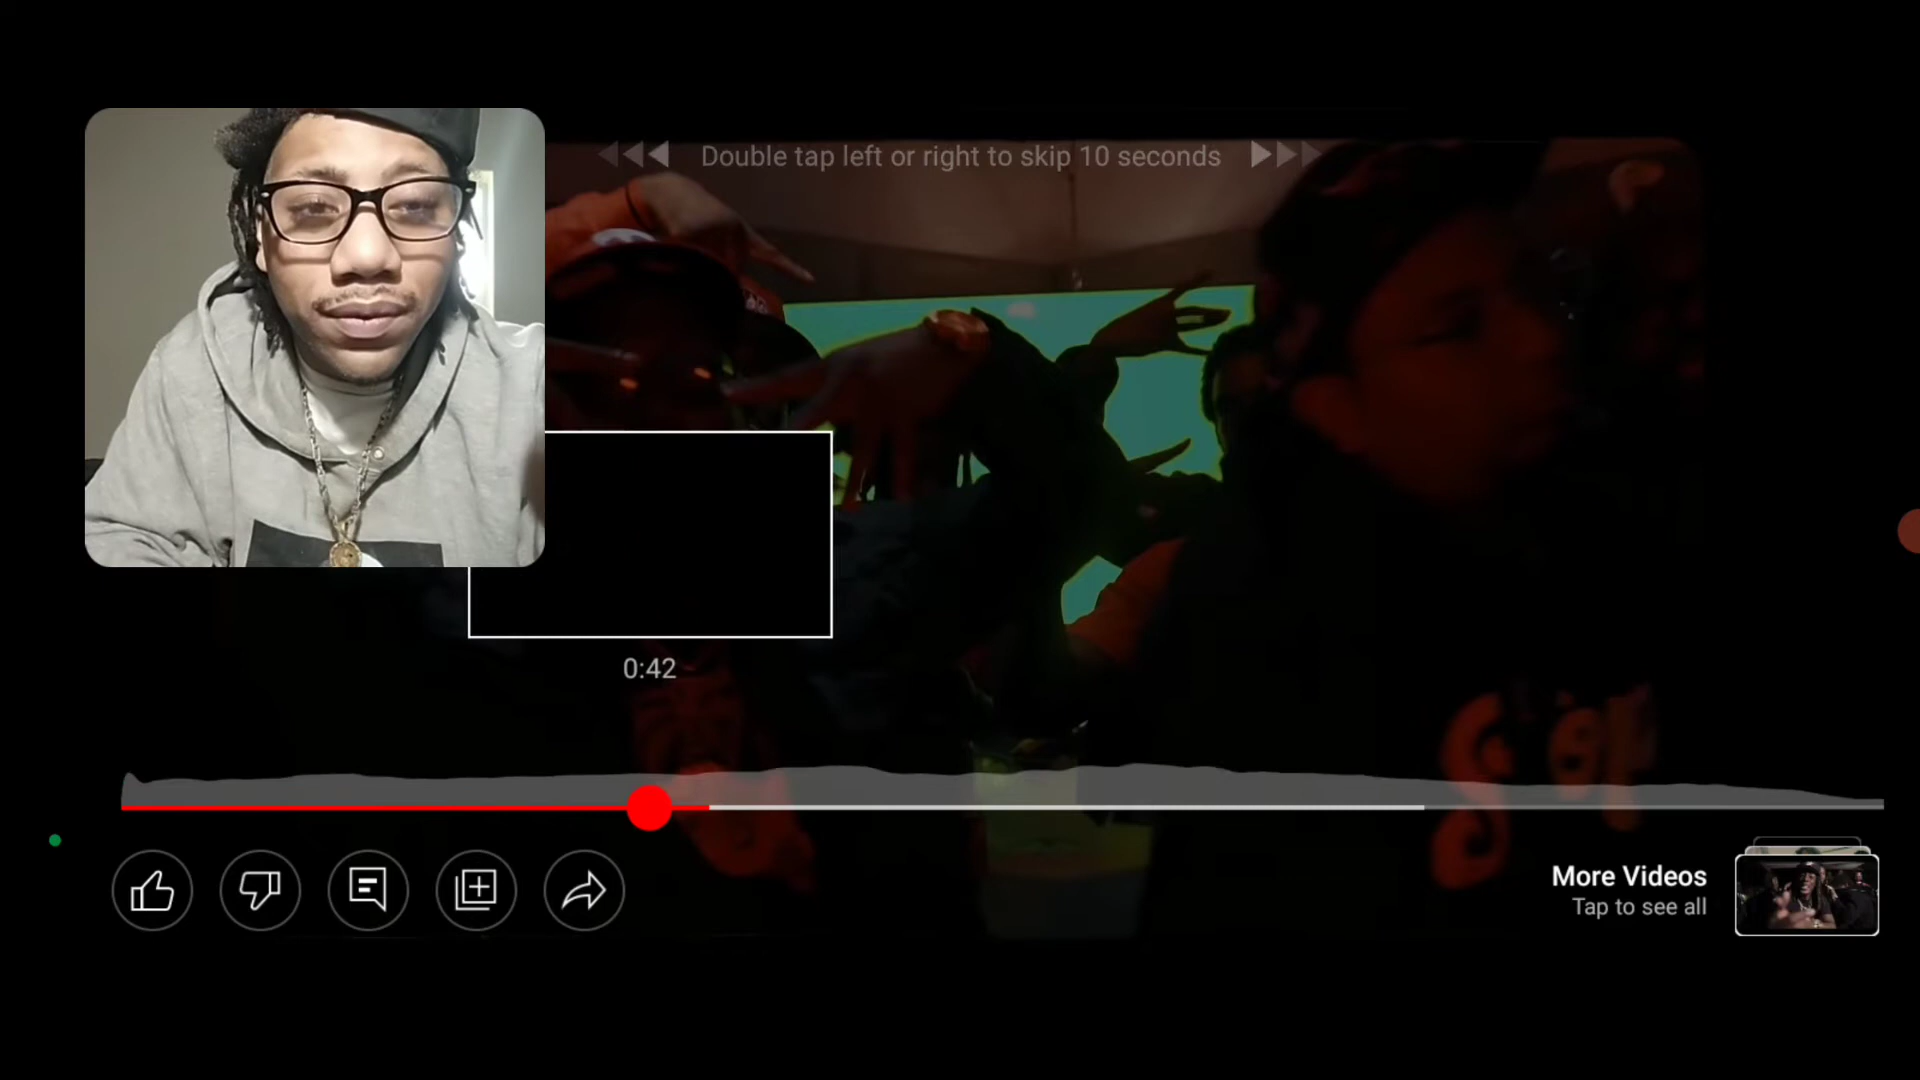 Double tap left or right to skip 10 seconds
0:42
More Videos
Tap to see all